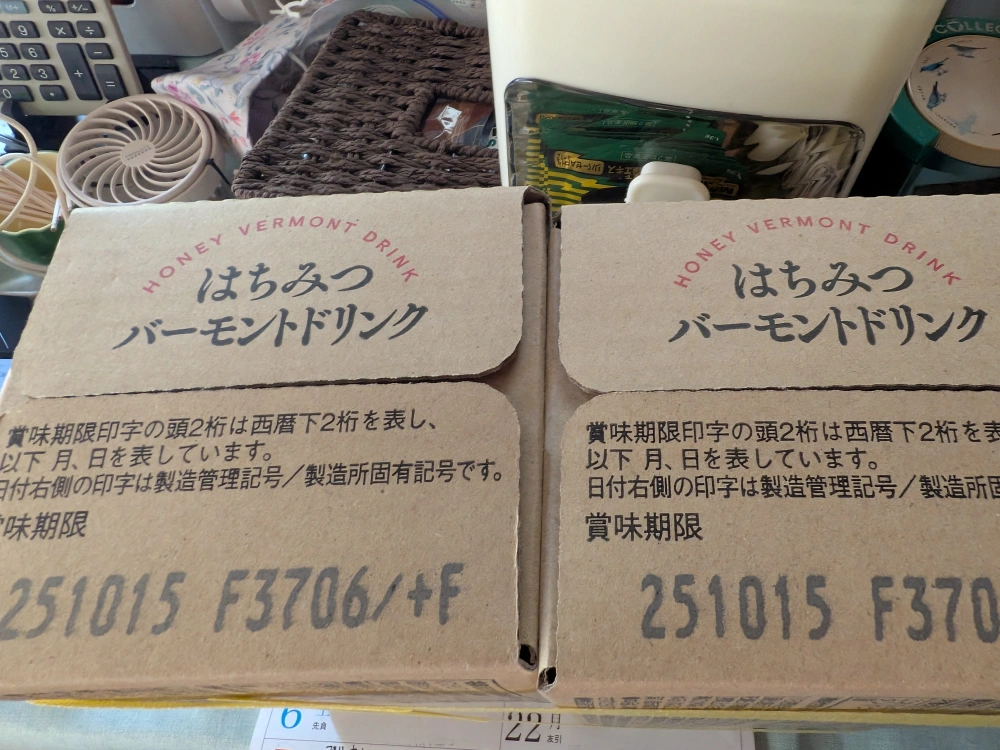 COLLEC
HONEY VERMONT DRINK
はちみつ
バーモントドリンク
賞味期限印字の頭2桁は西暦下2桁を表し、
以下 月、日を表しています。
日付右側の印字は製造管理記号／製造所固有記号です。
賞味期限
251015 F3706/+F
HONEY VERMONT DRINK
はちみつ
バーモントドリンク
賞味期限印字の頭2桁は西暦下2桁を表
以下 月、日を表しています。
日付右側の印字は製造管理記号／製造所固
賞味期限
251015 F370
6
先負
22
月
友引